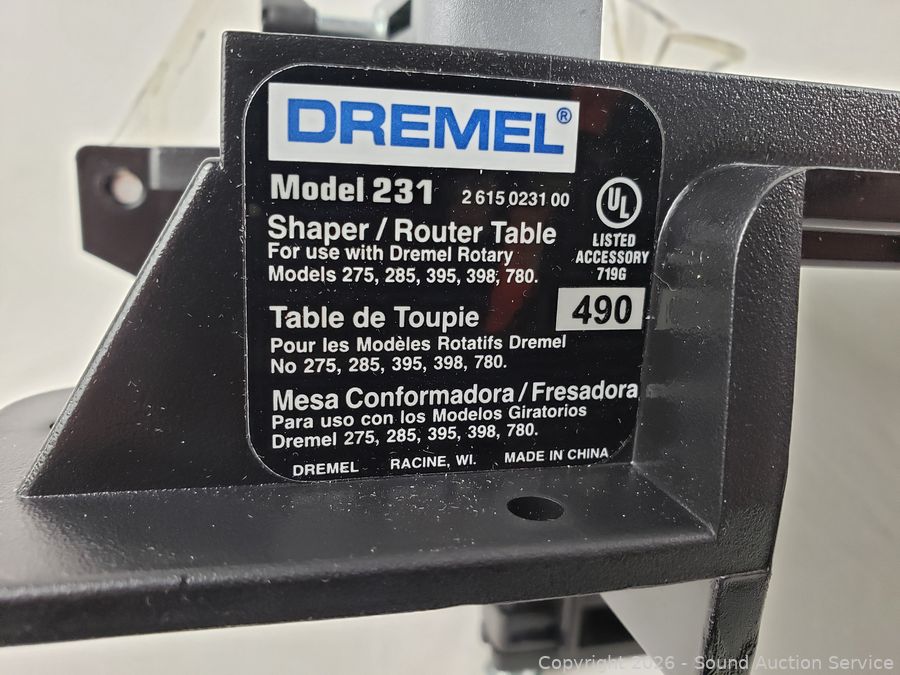 DREMEL®
Model 231 2 615 0231 00
Shaper / Router Table
For use with Dremel Rotary
Models 275, 285, 395, 398, 780.
UL
LISTED
ACCESSORY
719G
490
Table de Toupie
Pour les Modèles Rotatifs Dremel
No 275, 285, 395, 398, 780.
Mesa Conformadora / Fresadora
Para uso con los Modelos Giratorios
Dremel 275, 285, 395, 398, 780.
DREMEL RACINE, WI. MADE IN CHINA
Copyright 2026 - Sound Auction Service